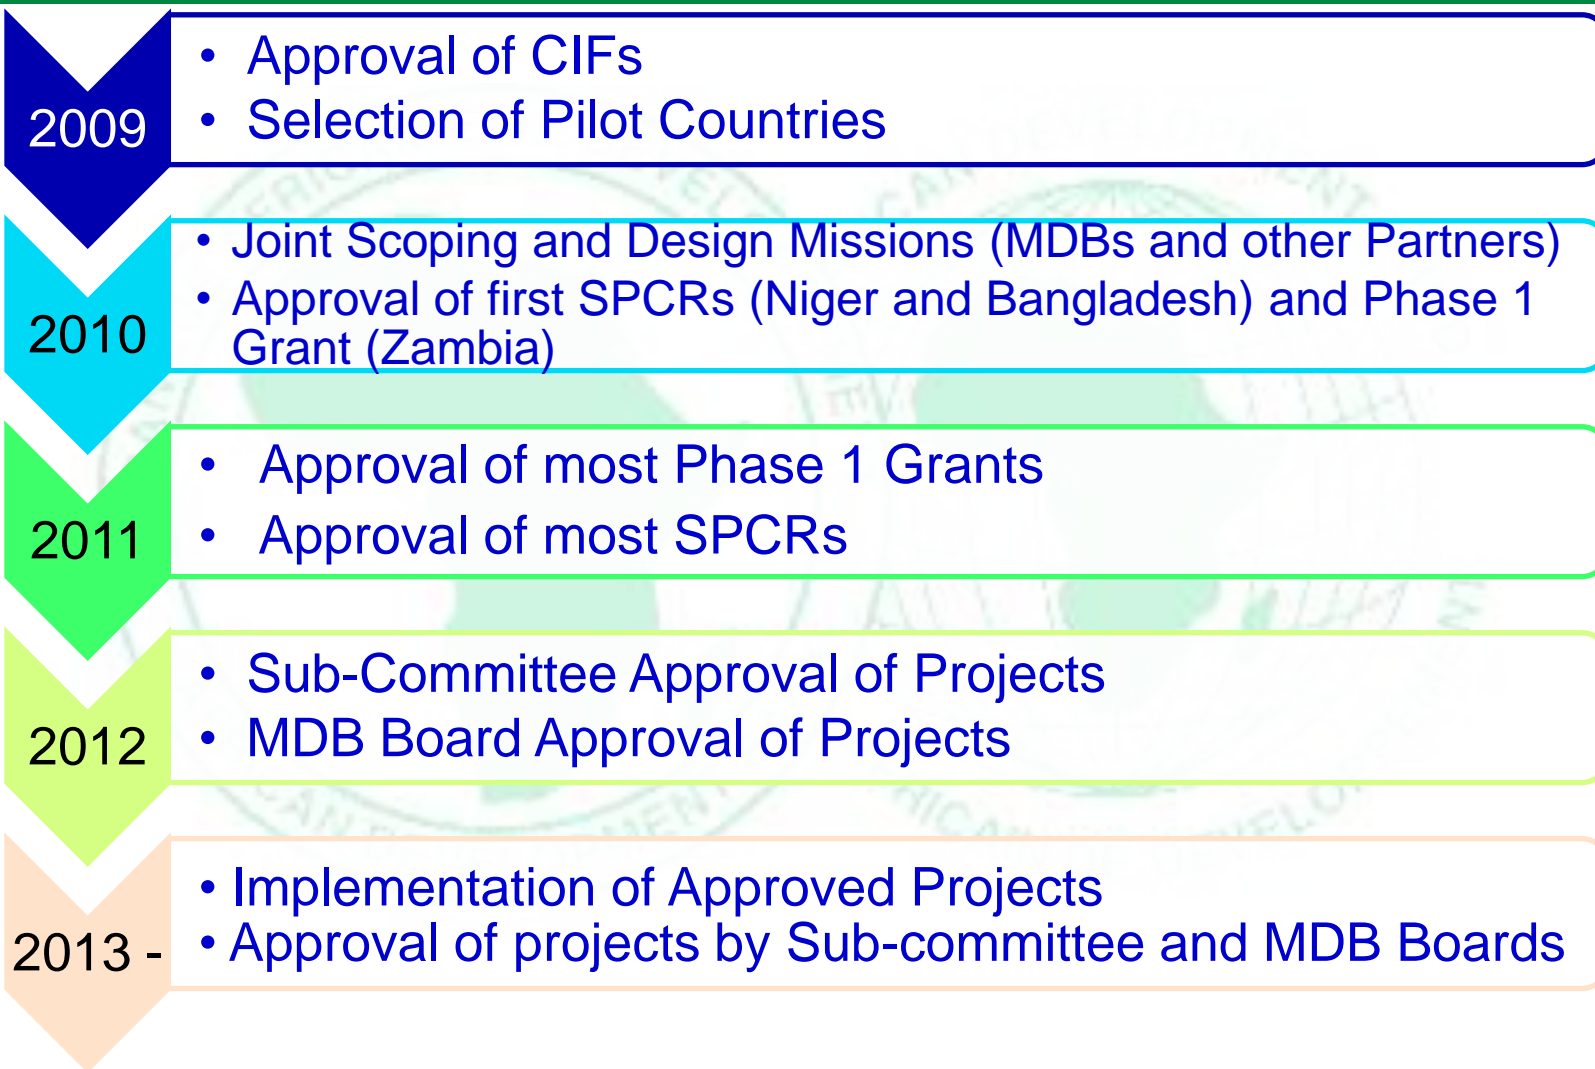 2009
• Approval of CIFs
• Selection of Pilot Countries
2010
• Joint Scoping and Design Missions (MDBs and other Partners)
• Approval of first SPCRs (Niger and Bangladesh) and Phase 1
Grant (Zambia)
2011
• Approval of most Phase 1 Grants
• Approval of most SPCRs
2012
• Sub-Committee Approval of Projects
• MDB Board Approval of Projects
2013 -
• Implementation of Approved Projects
• Approval of projects by Sub-committee and MDB Boards